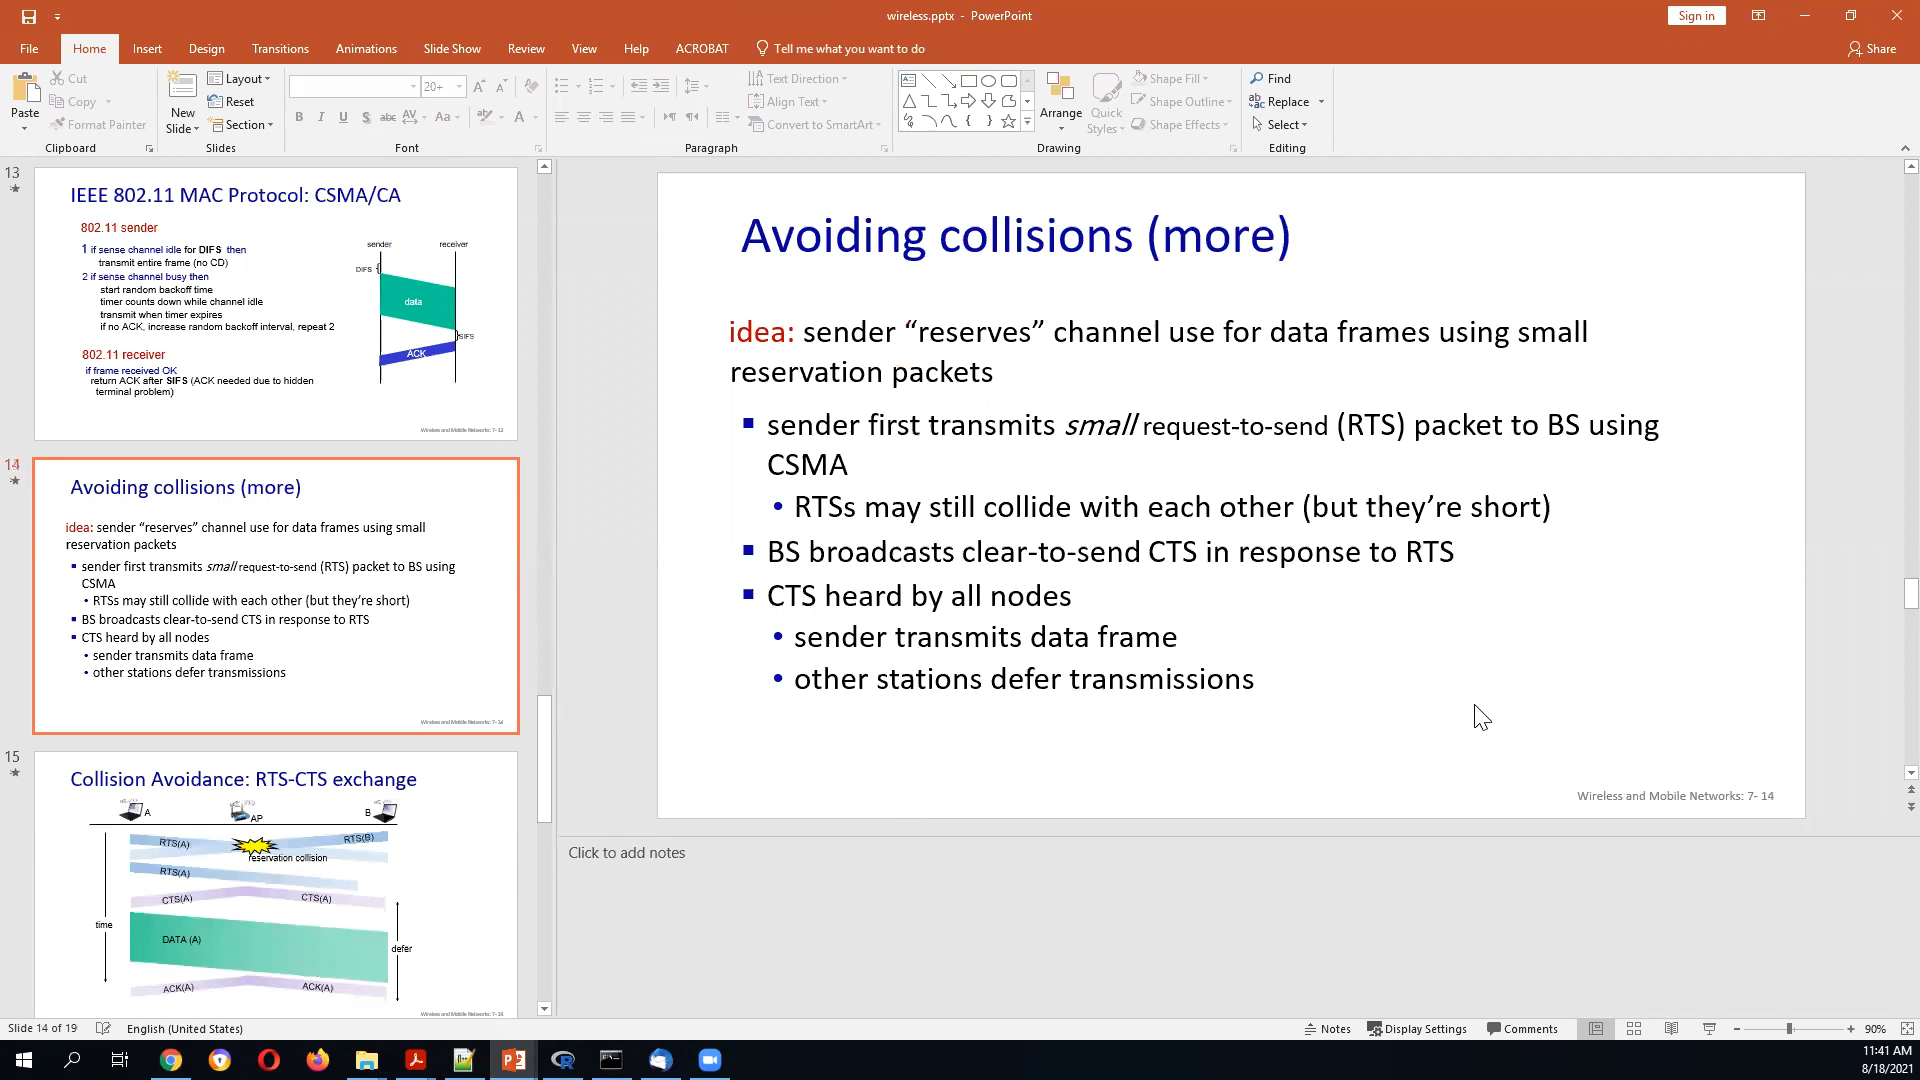 wireless.pptx - PowerPoint
Sign in
File Home Insert Design Transitions Animations Slide Show Review View Help ACROBAT Tell me what you want to do Share
Paste
Cut
Copy
Format Painter
Clipboard
New Slide
Layout
Reset
Section
Slides
20+
B I U S abc AV Aa A
Font
Text Direction
Align Text
Convert to SmartArt
Paragraph
Arrange
Quick Styles
Shape Fill
Shape Outline
Shape Effects
Drawing
Find
Replace
Select
Editing
13
IEEE 802.11 MAC Protocol: CSMA/CA
802.11 sender
1 if sense channel idle for DIFS then
transmit entire frame (no CD)
2 if sense channel busy then
start random backoff time
timer counts down while channel idle
transmit when timer expires
if no ACK, increase random backoff interval, repeat 2
802.11 receiver
if frame received OK
return ACK after SIFS (ACK needed due to hidden
terminal problem)
sender receiver
DIFS
data
SIFS
ACK
Wireless and Mobile Networks: 7- 12
14
Avoiding collisions (more)
idea: sender “reserves” channel use for data frames using small
reservation packets
sender first transmits small request-to-send (RTS) packet to BS using
CSMA
• RTSs may still collide with each other (but they’re short)
BS broadcasts clear-to-send CTS in response to RTS
CTS heard by all nodes
• sender transmits data frame
• other stations defer transmissions
Wireless and Mobile Networks: 7- 14
15
Collision Avoidance: RTS-CTS exchange
A AP B
RTS(A) RTS(B)
reservation collision
RTS(A)
CTS(A) CTS(A)
time
DATA (A)
defer
ACK(A) ACK(A)
Avoiding collisions (more)
idea: sender “reserves” channel use for data frames using small
reservation packets
sender first transmits small request-to-send (RTS) packet to BS using
CSMA
• RTSs may still collide with each other (but they’re short)
BS broadcasts clear-to-send CTS in response to RTS
CTS heard by all nodes
• sender transmits data frame
• other stations defer transmissions
Wireless and Mobile Networks: 7- 14
Click to add notes
Slide 14 of 19 English (United States) Notes Display Settings Comments 90%
11:41 AM
8/18/2021